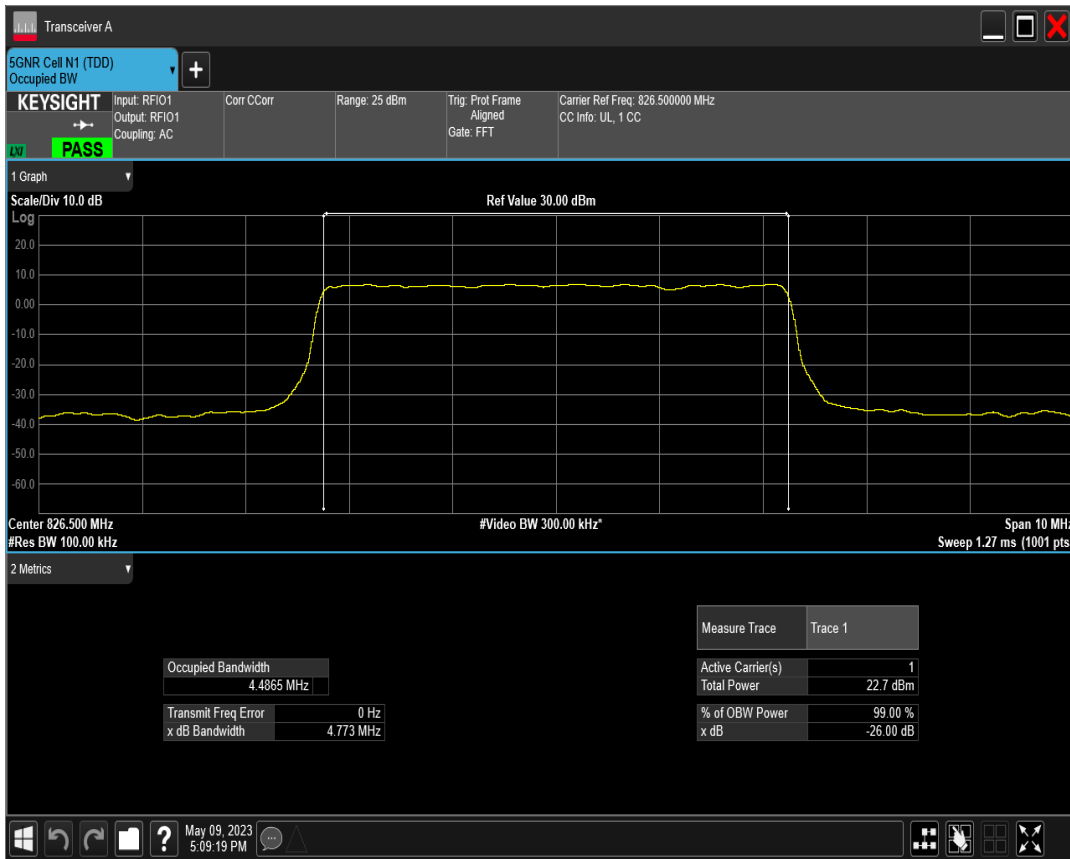 Transceiver A
5GNR Cell N1 (TDD)
Occupied BW
+
KEYSIGHT
LXI
PASS
Input: RFIO1
Output: RFIO1
Coupling: AC
Corr CCorr
Range: 25 dBm
Trig: Prot Frame
Aligned
Gate: FFT
Carrier Ref Freq: 826.500000 MHz
CC Info: UL, 1 CC
1 Graph
Scale/Div 10.0 dB
Ref Value 30.00 dBm
Log
20.0
10.0
0.00
-10.0
-20.0
-30.0
-40.0
-50.0
-60.0
Center 826.500 MHz
#Video BW 300.00 kHz*
Span 10 MHz
#Res BW 100.00 kHz
Sweep 1.27 ms (1001 pts
2 Metrics
Measure Trace Trace 1
Occupied Bandwidth
4.4865 MHz
Transmit Freq Error 0 Hz
x dB Bandwidth 4.773 MHz
Active Carrier(s) 1
Total Power 22.7 dBm
% of OBW Power 99.00 %
x dB -26.00 dB
?
May 09, 2023
5:09:19 PM